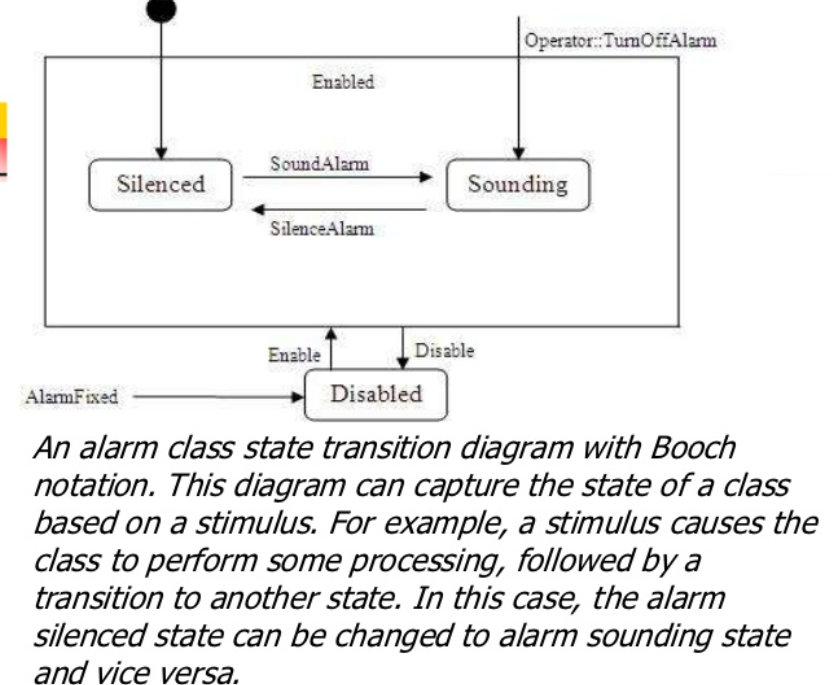 Operator::TurnOffAlarm
Enabled
SoundAlarm
Silenced
Sounding
SilenceAlarm
Enable
Disable
AlarmFixed
Disabled
An alarm class state transition diagram with Booch
notation. This diagram can capture the state of a class
based on a stimulus. For example, a stimulus causes the
class to perform some processing, followed by a
transition to another state. In this case, the alarm
silenced state can be changed to alarm sounding state
and vice versa.